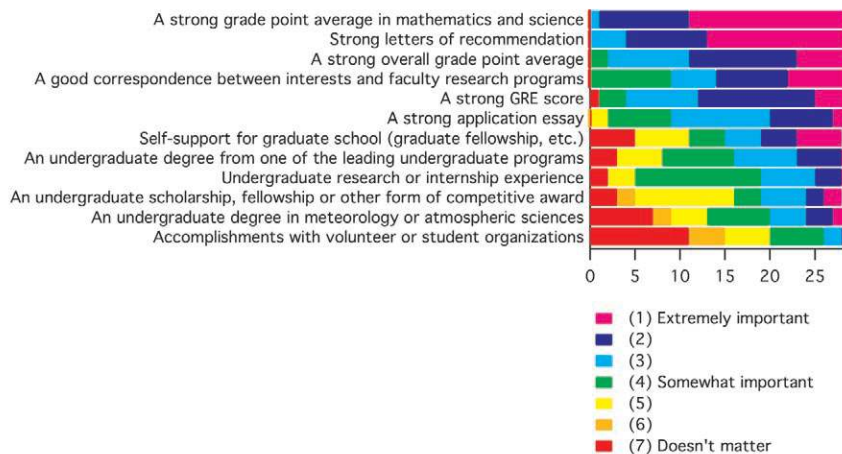 A strong grade point average in mathematics and science
Strong letters of recommendation
A strong overall grade point average
A good correspondence between interests and faculty research programs
A strong GRE score
A strong application essay
Self-support for graduate school (graduate fellowship, etc.)
An undergraduate degree from one of the leading undergraduate programs
Undergraduate research or internship experience
An undergraduate scholarship, fellowship or other form of competitive award
An undergraduate degree in meteorology or atmospheric sciences
Accomplishments with volunteer or student organizations
0 5 10 15 20 25
(1) Extremely important
(2)
(3)
(4) Somewhat important
(5)
(6)
(7) Doesn't matter